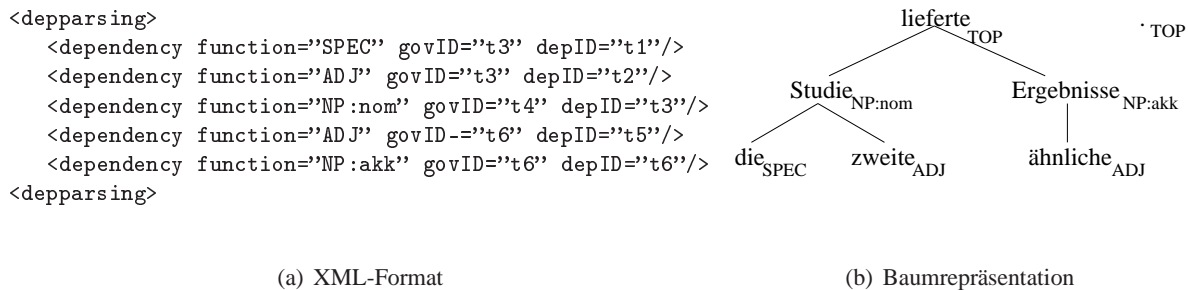 <depparsing>
<dependency function=”SPEC” govID=”t3” depID=”t1”/>
<dependency function=”ADJ” govID=”t3” depID=”t2”/>
<dependency function=”NP:nom” govID=”t4” depID=”t3”/>
<dependency function=”ADJ” govID-=”t6” depID=”t5”/>
<dependency function=”NP:akk” govID=”t6” depID=”t6”/>
<depparsing>
(a) XML-Format
lieferte TOP . TOP
Studie NP:nom Ergebnisse NP:akk
die SPEC zweite ADJ ähnliche ADJ
(b) Baumrepräsentation